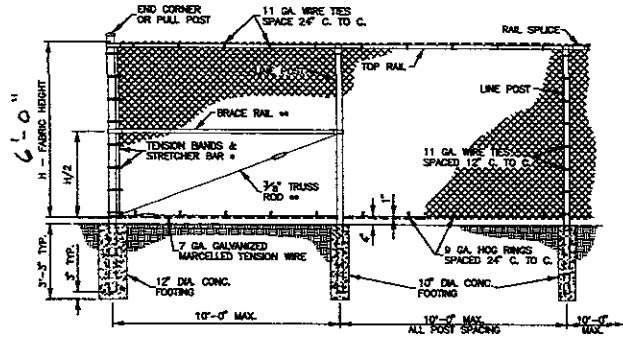 END CORNER
OR PULL POST
11 GA. WIRE TIES
SPACE 24" C. TO C.
RAIL SPLICE
TOP RAIL
LINE POST
BRACE RAIL **
TENSION BANDS &
STRETCHER BAR *
11 GA. WIRE TIES
SPACED 12" C. TO C.
3/8" TRUSS
ROD **
6'-0"
H - FABRIC HEIGHT
H/2
1"
6"
7 GA. GALVANIZED
MARCELLED TENSION WIRE
9 GA. HOG RINGS
SPACED 24" C. TO C.
3'-3" TYP.
3" TYP.
12" DIA. CONC.
FOOTING
10" DIA. CONC.
FOOTING
10'-0" MAX.
10'-0" MAX.
10'-0" MAX.
ALL POST SPACING